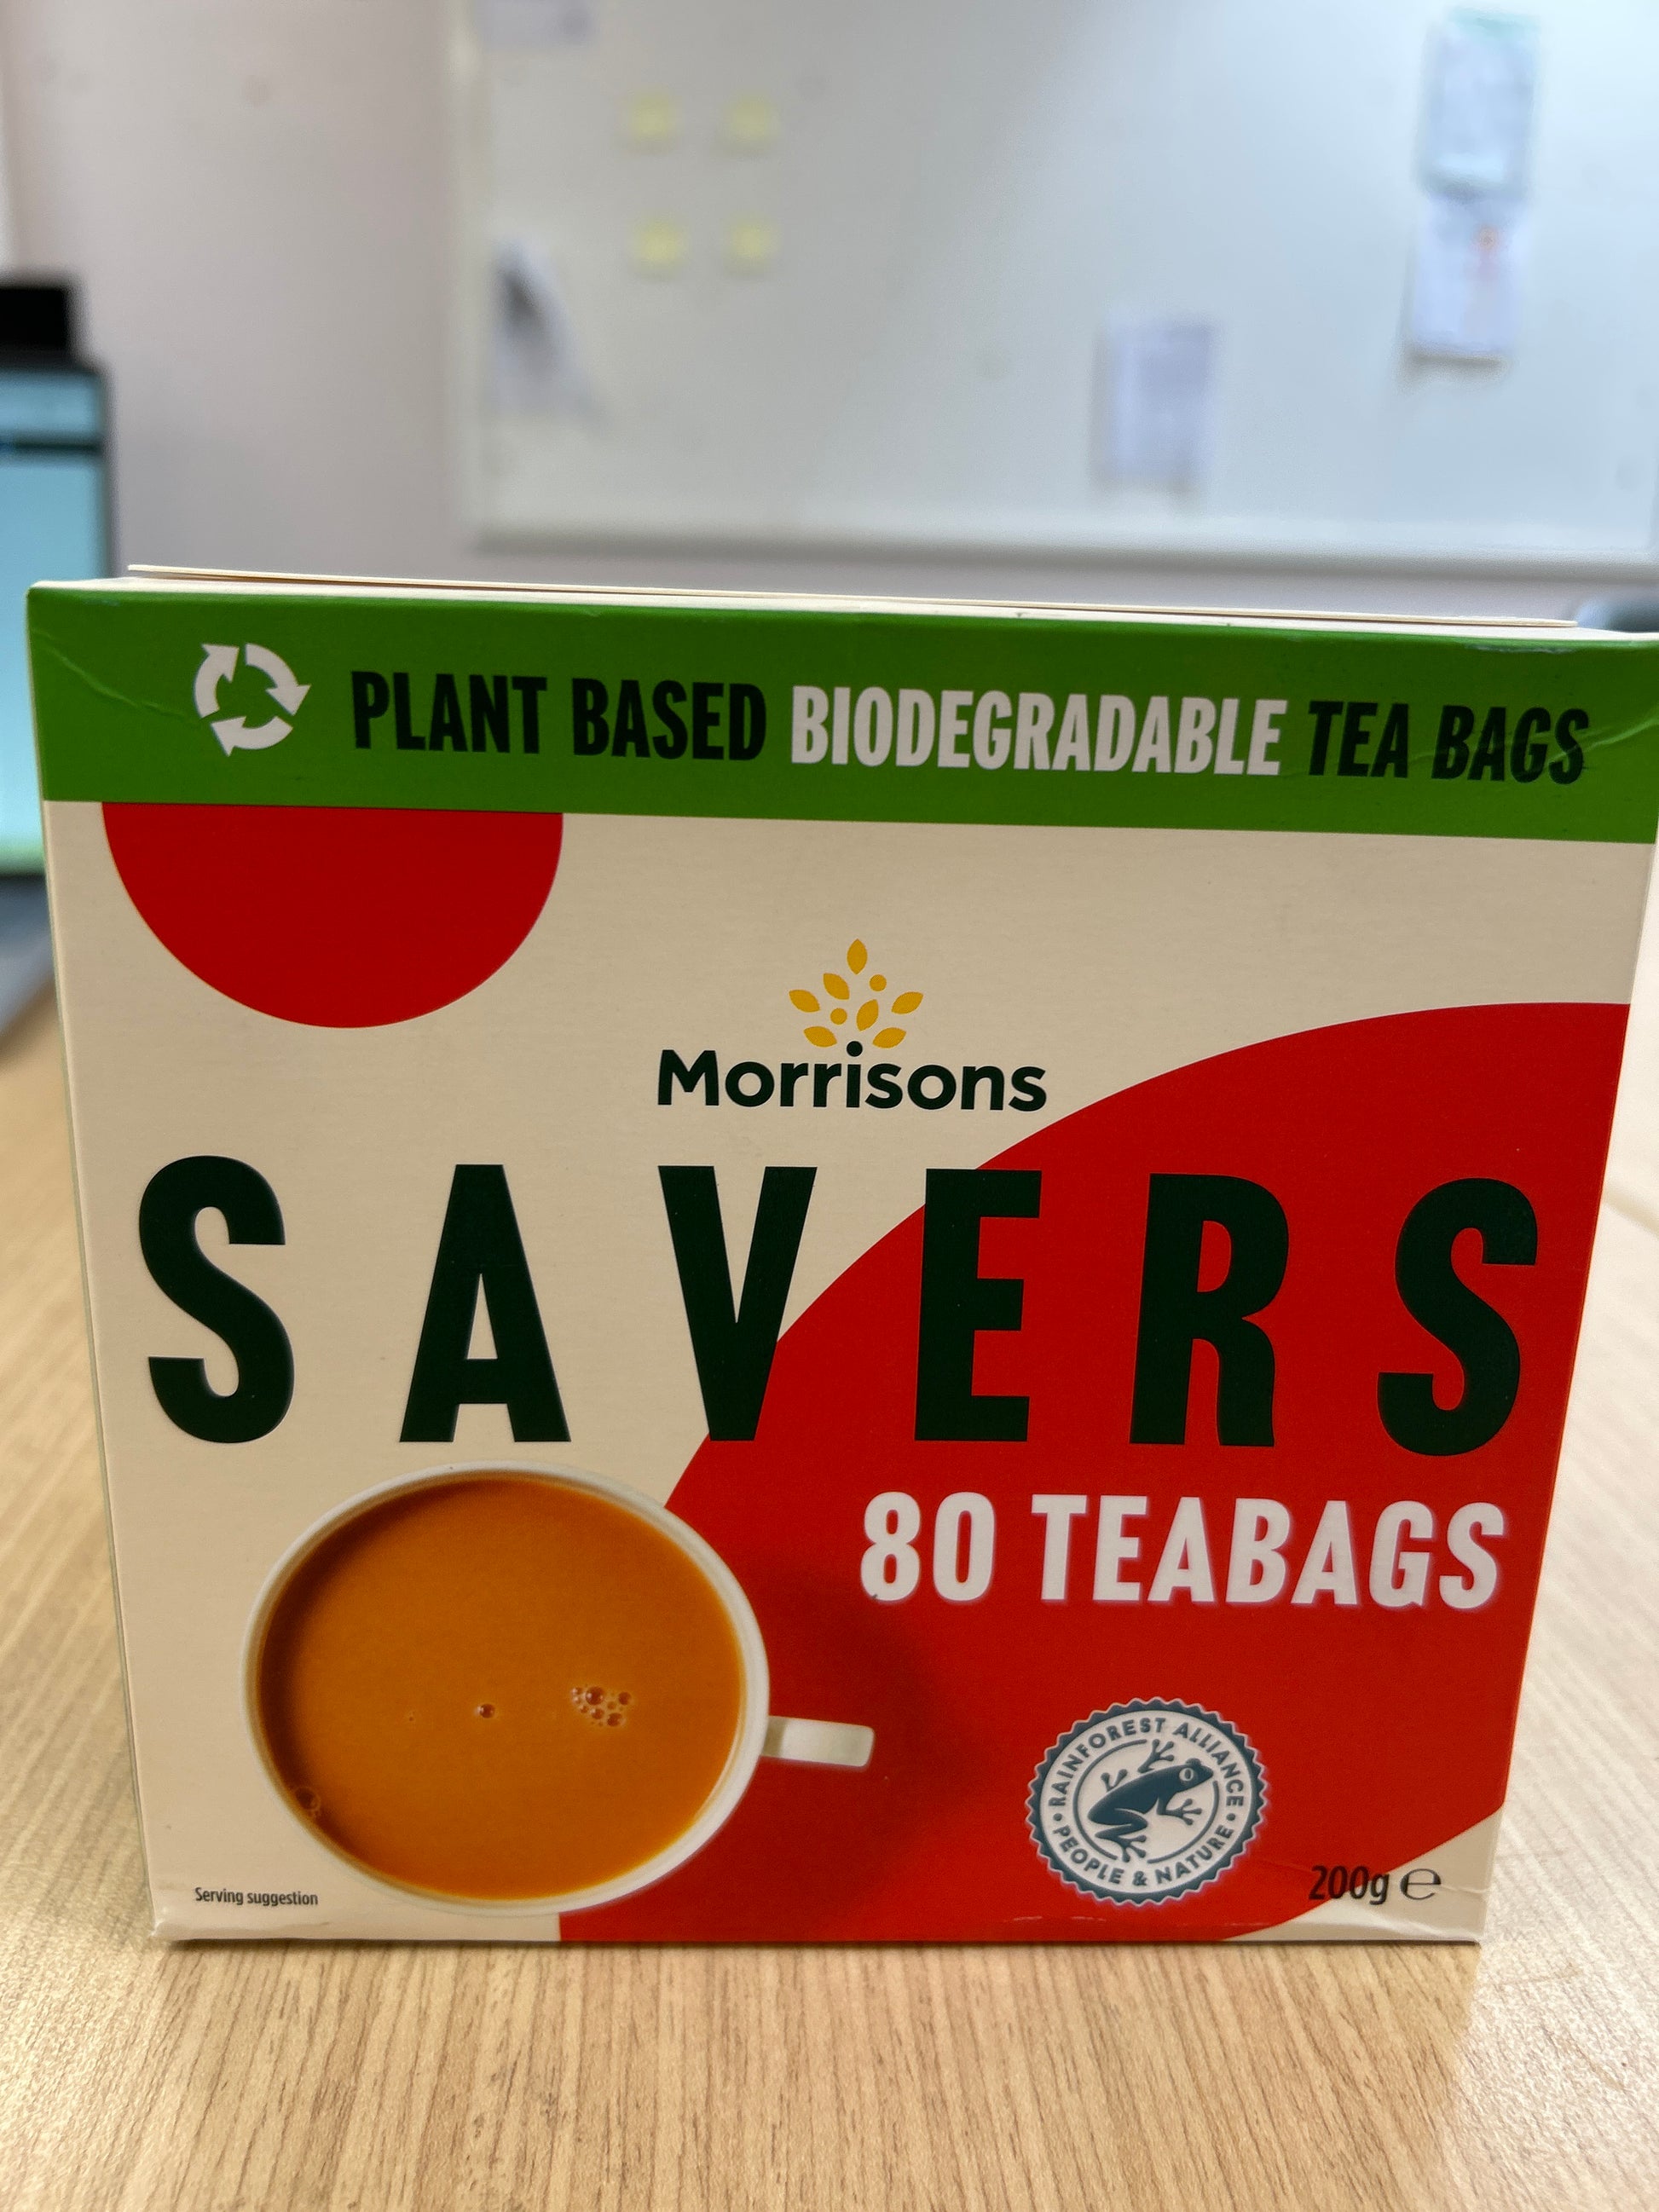 PLANT BASED BIODEGRADABLE TEA BAGS
Morrisons
SAVERS
80 TEABAGS
RAINFOREST ALLIANCE
PEOPLE & NATURE
Serving suggestion
200g ℮